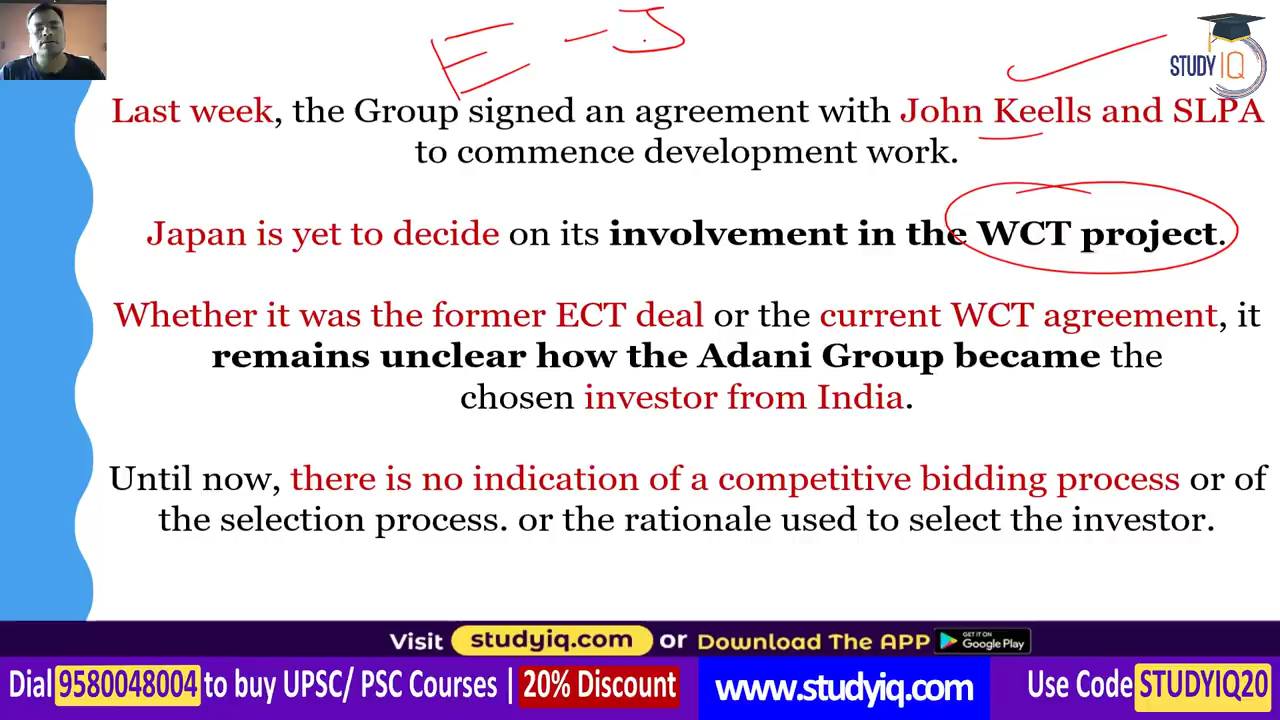 E - J
STUDY IQ
Last week, the Group signed an agreement with John Keells and SLPA
to commence development work.
Japan is yet to decide on its involvement in the WCT project.
Whether it was the former ECT deal or the current WCT agreement, it
remains unclear how the Adani Group became the
chosen investor from India.
Until now, there is no indication of a competitive bidding process or of
the selection process. or the rationale used to select the investor.
Visit studyiq.com or Download The APP GET IT ON Google Play
Dial 9580048004 to buy UPSC/ PSC Courses | 20% Discount www.studyiq.com Use Code STUDYIQ20